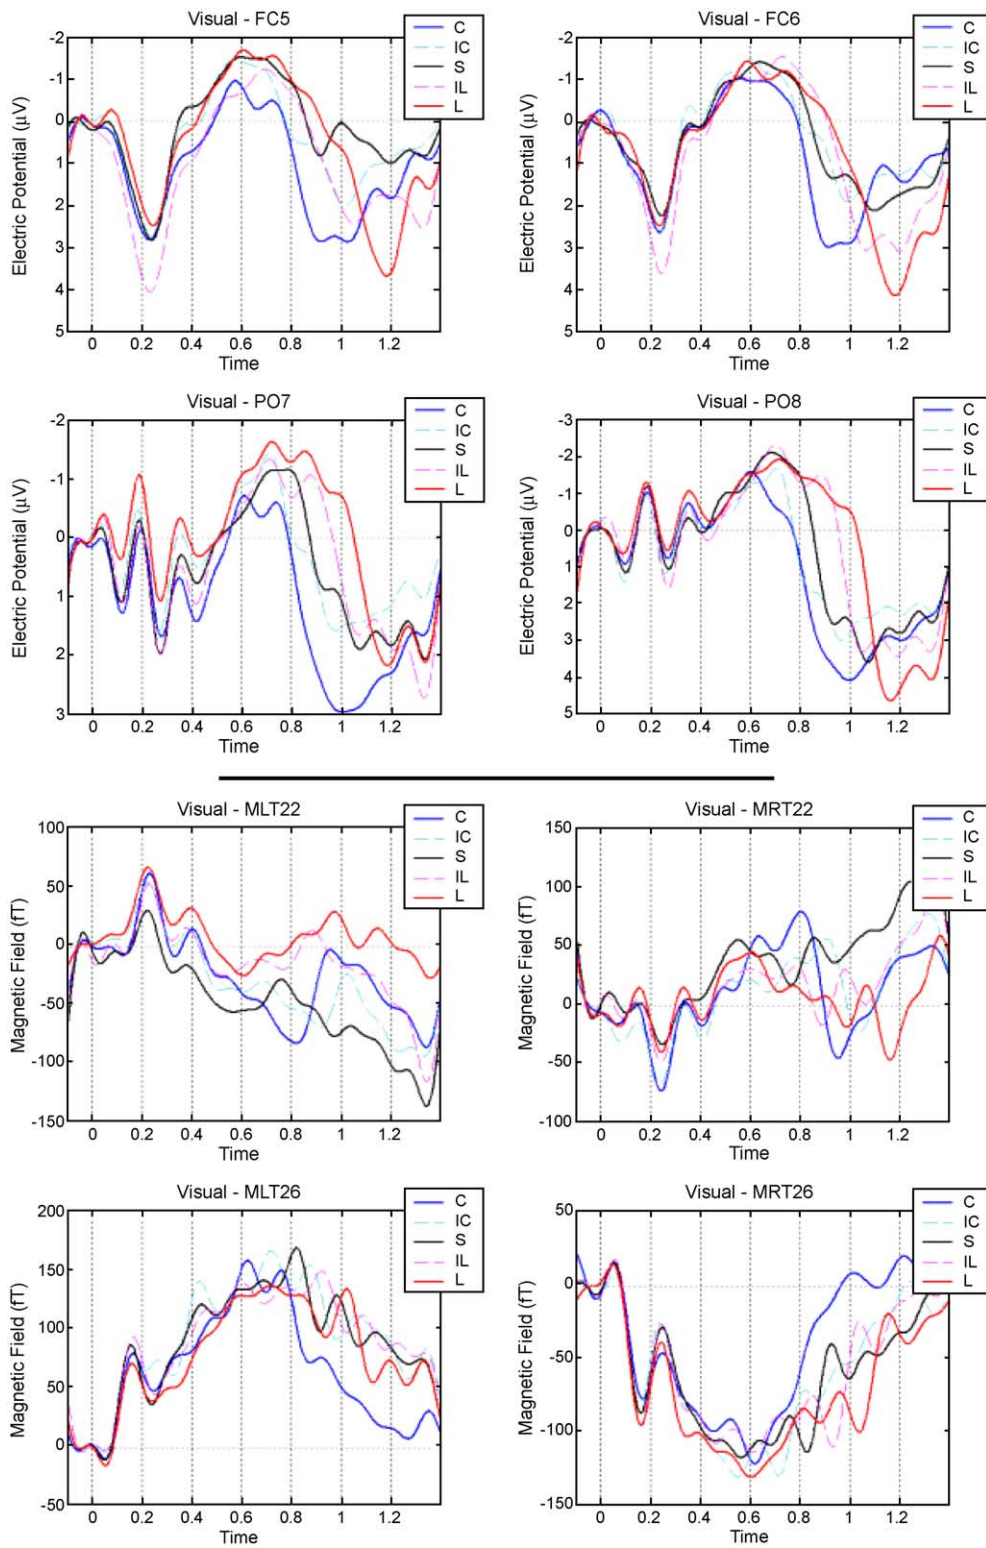 Visual - FC5
C
IC
S
IL
L
Electric Potential (μV)
-2
-1
0
1
2
3
4
5
0 0.2 0.4 0.6 0.8 1 1.2
Time
Visual - FC6
C
IC
S
IL
L
Electric Potential (μV)
-2
-1
0
1
2
3
4
5
0 0.2 0.4 0.6 0.8 1 1.2
Time
Visual - PO7
C
IC
S
IL
L
Electric Potential (μV)
-2
-1
0
1
2
3
0 0.2 0.4 0.6 0.8 1 1.2
Time
Visual - PO8
C
IC
S
IL
L
Electric Potential (μV)
-3
-2
-1
0
1
2
3
4
5
0 0.2 0.4 0.6 0.8 1 1.2
Time
Visual - MLT22
C
IC
S
IL
L
Magnetic Field (fT)
100
50
0
-50
-100
-150
0 0.2 0.4 0.6 0.8 1 1.2
Time
Visual - MRT22
C
IC
S
IL
L
Magnetic Field (fT)
150
100
50
0
-50
-100
0 0.2 0.4 0.6 0.8 1 1.2
Time
Visual - MLT26
C
IC
S
IL
L
Magnetic Field (fT)
200
150
100
50
0
-50
0 0.2 0.4 0.6 0.8 1 1.2
Time
Visual - MRT26
C
IC
S
IL
L
Magnetic Field (fT)
50
0
-50
-100
-150
0 0.2 0.4 0.6 0.8 1 1.2
Time